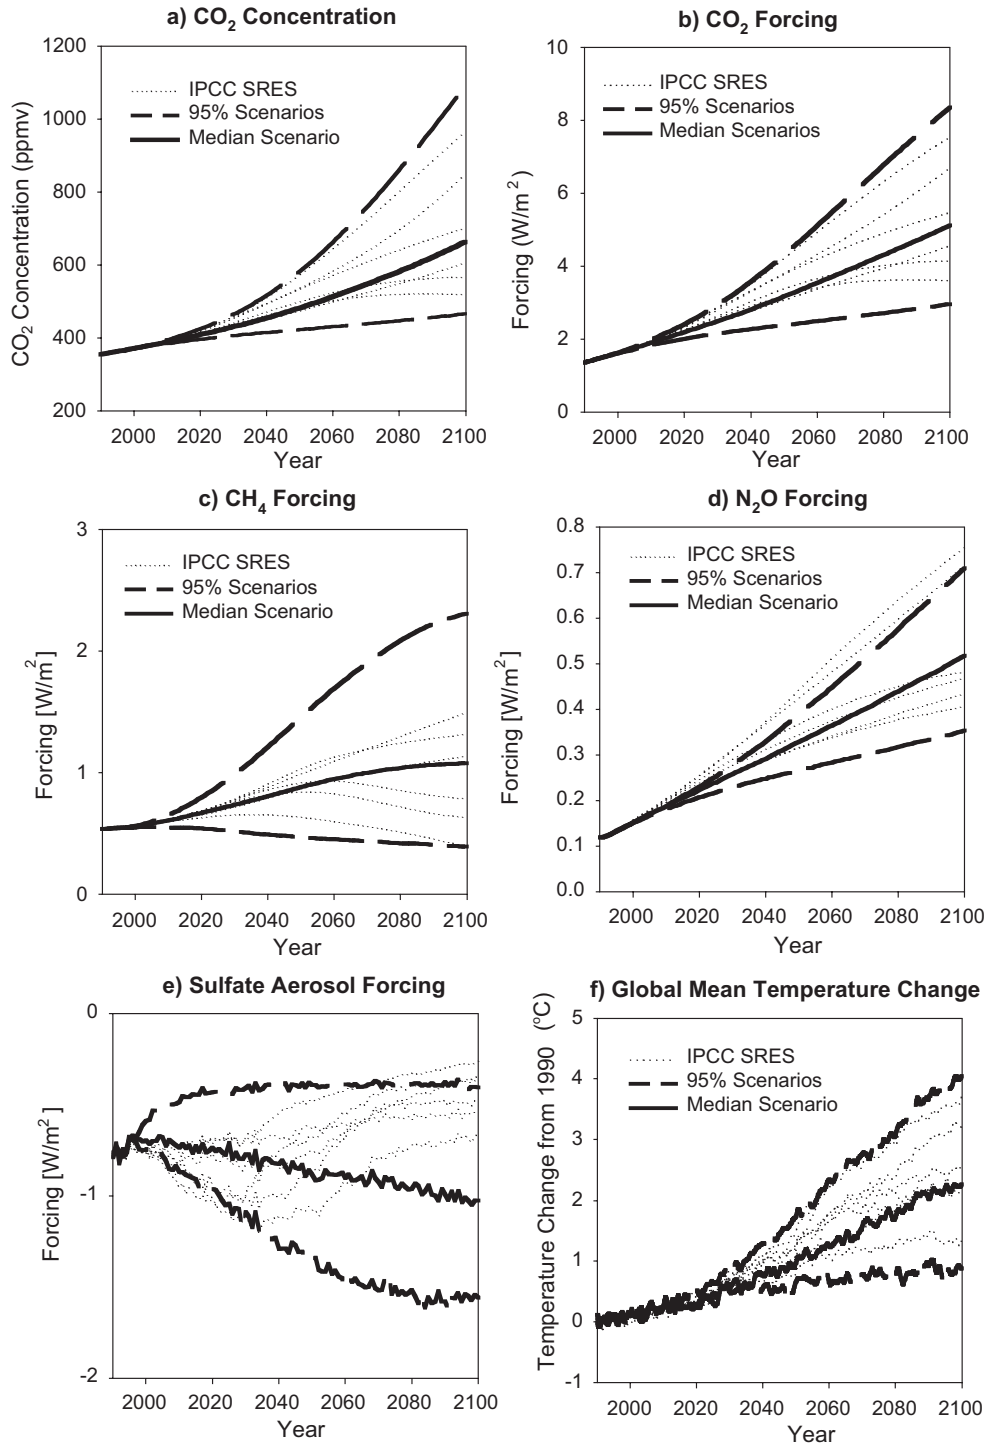 a) CO2 Concentration
1200
1000
800
600
400
200
CO2 Concentration (ppmv)
IPCC SRES
95% Scenarios
Median Scenario
2000 2020 2040 2060 2080 2100
Year
b) CO2 Forcing
10
8
6
4
2
0
Forcing (W/m2)
IPCC SRES
95% Scenarios
Median Scenarios
2000 2020 2040 2060 2080 2100
Year
c) CH4 Forcing
3
2
1
0
Forcing [W/m2]
IPCC SRES
95% Scenarios
Median Scenario
2000 2020 2040 2060 2080 2100
Year
d) N2O Forcing
0.8
0.7
0.6
0.5
0.4
0.3
0.2
0.1
0.0
Forcing [W/m2]
IPCC SRES
95% Scenarios
Median Scenario
2000 2020 2040 2060 2080 2100
Year
e) Sulfate Aerosol Forcing
0
-1
-2
Forcing [W/m2]
2000 2020 2040 2060 2080 2100
Year
f) Global Mean Temperature Change
5
4
3
2
1
0
-1
Temperature Change from 1990 (°C)
IPCC SRES
95% Scenarios
Median Scenario
2000 2020 2040 2060 2080 2100
Year